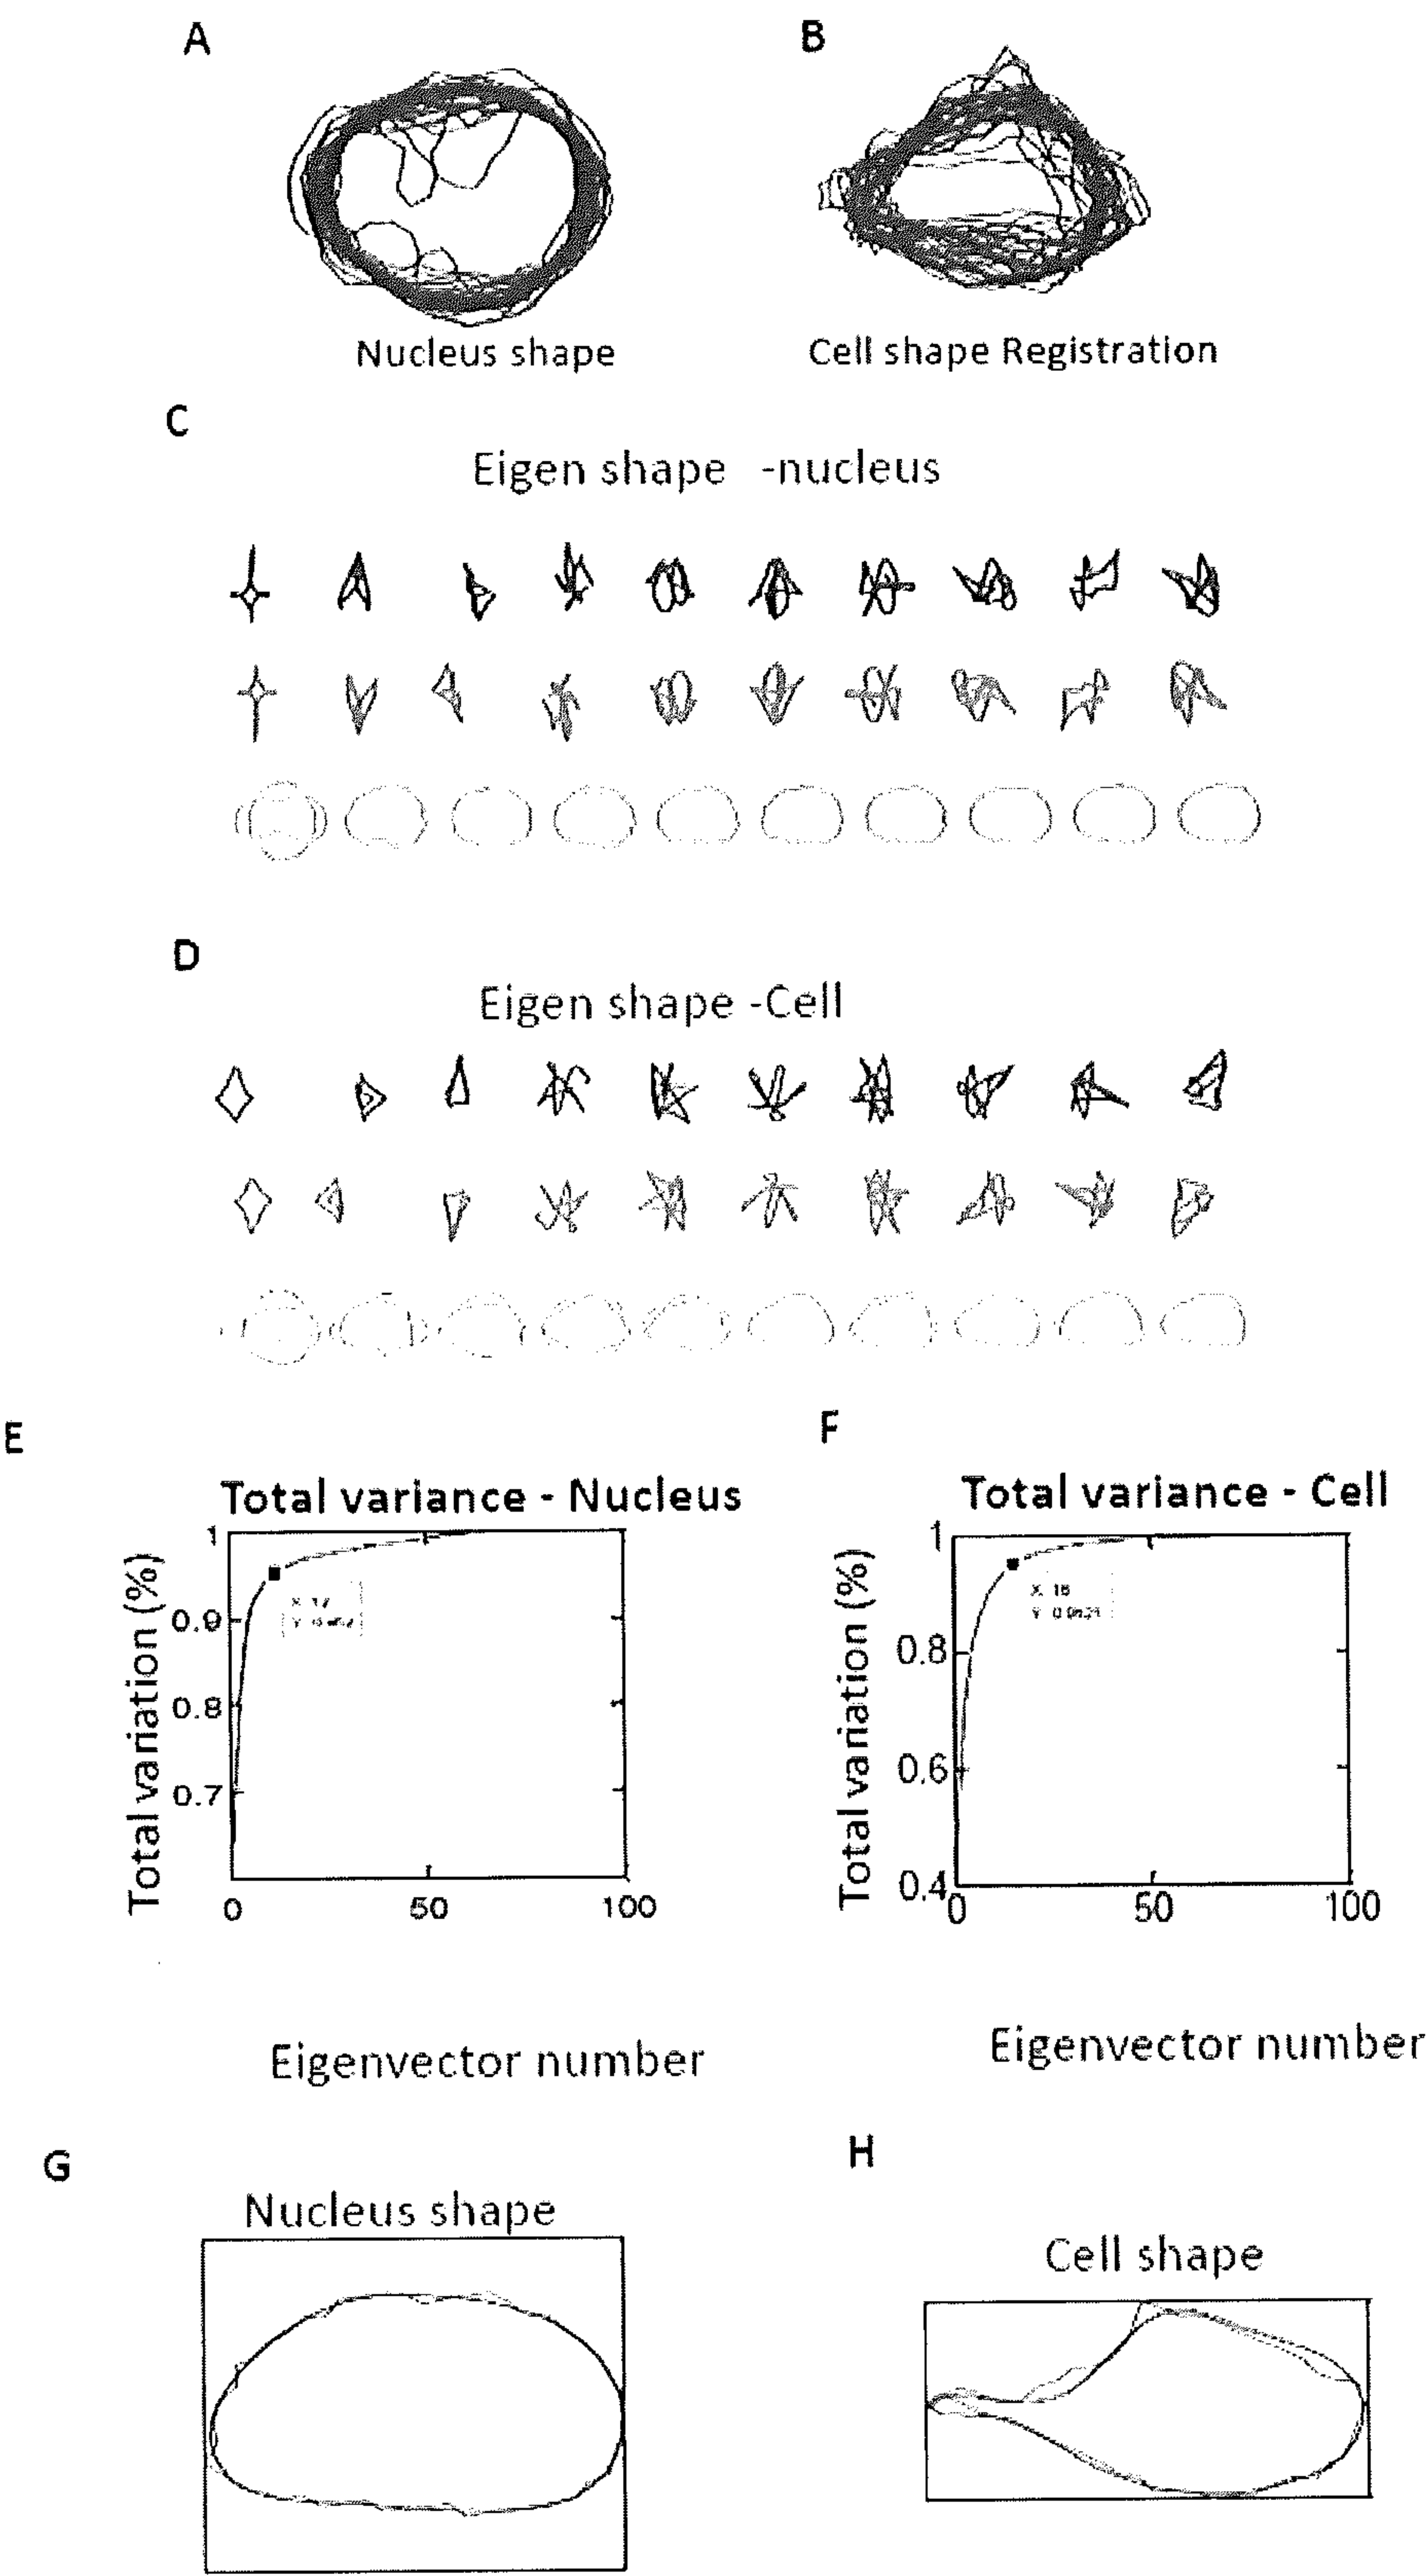 A
B
Nucleus shape
Cell shape Registration
C
Eigen shape -nucleus
D
Eigen shape -Cell
E
F
Total variance - Nucleus
Total variance - Cell
Total variation (%)
1
0.9
0.8
0.7
0
50
100
Total variation (%)
1
0.8
0.6
0.4
0
50
100
X
Y
X
Y
Eigenvector number
Eigenvector number
G
H
Nucleus shape
Cell shape